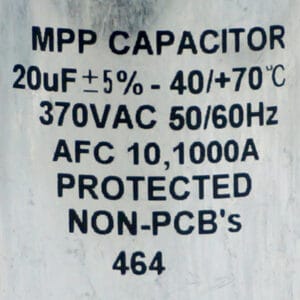 MPP CAPACITOR
20uF ±5% - 40/+70℃
370VAC 50/60Hz
AFC 10,1000A
PROTECTED
NON-PCB's
464